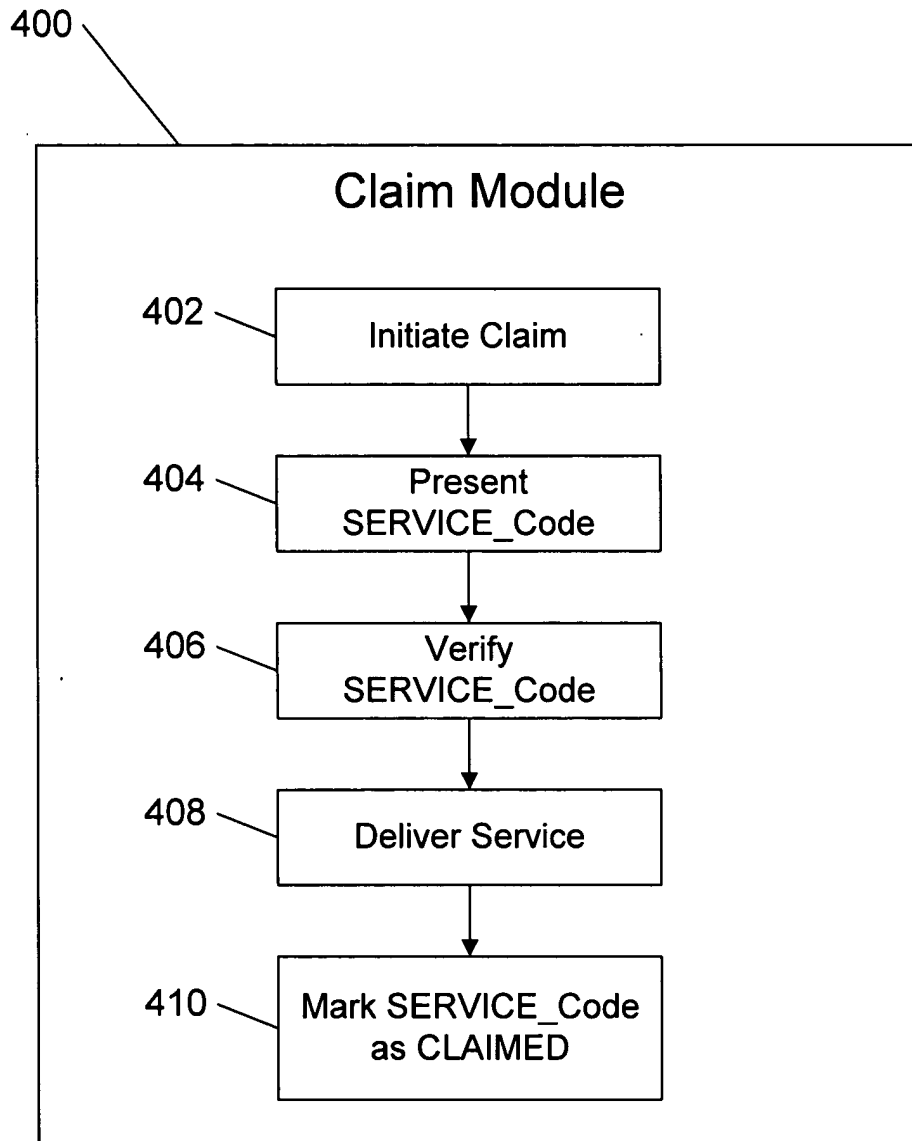 400
Claim Module
402
Initiate Claim
404
Present
SERVICE_Code
406
Verify
SERVICE_Code
408
Deliver Service
410
Mark SERVICE_Code
as CLAIMED